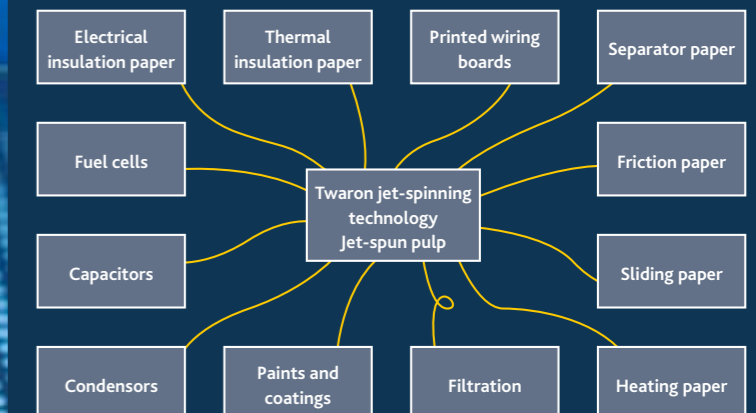 Electrical
insulation paper
Thermal
insulation paper
Printed wiring
boards
Separator paper
Fuel cells
Friction paper
Twaron jet-spinning
technology
Jet-spun pulp
Capacitors
Sliding paper
Condensors
Paints and
coatings
Filtration
Heating paper